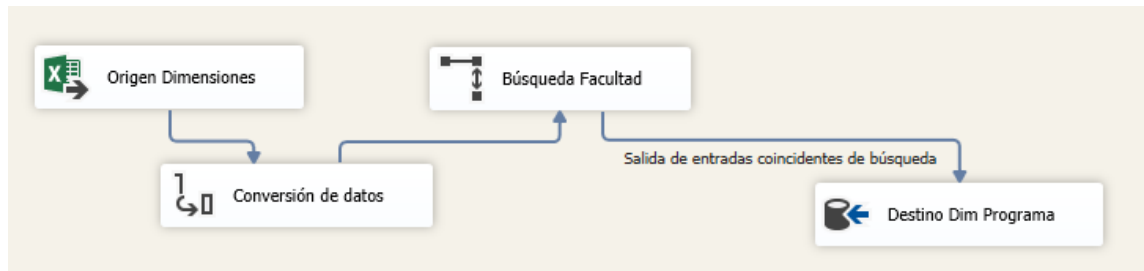 Origen Dimensiones
Búsqueda Facultad
Salida de entradas coincidentes de búsqueda
Conversión de datos
Destino Dim Programa